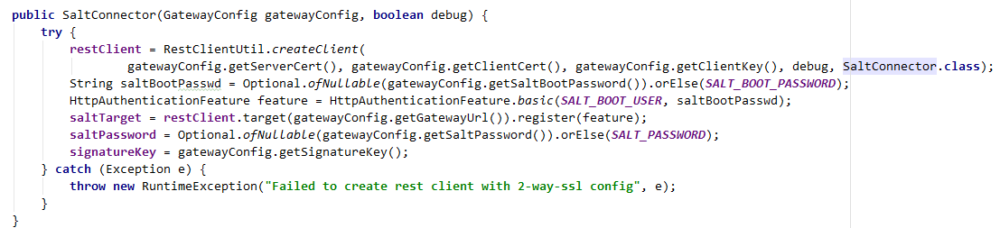 public SaltConnector(GatewayConfig gatewayConfig, boolean debug) {
    try {
        restClient = RestClientUtil.createClient(
                gatewayConfig.getServerCert(), gatewayConfig.getClientCert(), gatewayConfig.getClientKey(), debug, SaltConnector.class);
        String saltBootPasswd = Optional.ofNullable(gatewayConfig.getSaltBootPassword()).orElse(SALT_BOOT_PASSWORD);
        HttpAuthenticationFeature feature = HttpAuthenticationFeature.basic(SALT_BOOT_USER, saltBootPasswd);
        saltTarget = restClient.target(gatewayConfig.getGatewayUrl()).register(feature);
        saltPassword = Optional.ofNullable(gatewayConfig.getSaltPassword()).orElse(SALT_PASSWORD);
        signatureKey = gatewayConfig.getSignatureKey();
    } catch (Exception e) {
        throw new RuntimeException("Failed to create rest client with 2-way-ssl config", e);
    }
}